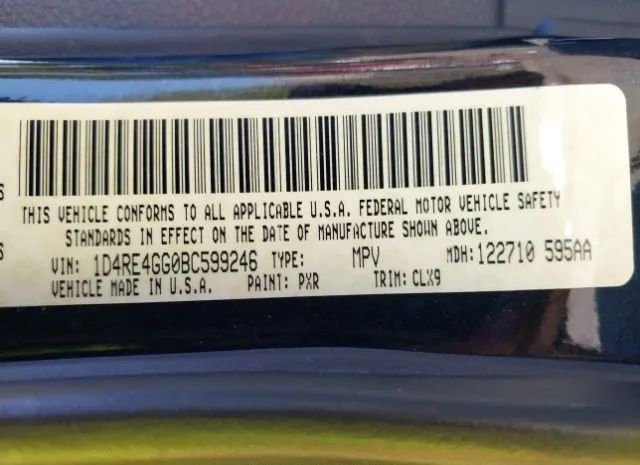 THIS VEHICLE CONFORMS TO ALL APPLICABLE U.S.A. FEDERAL MOTOR VEHICLE SAFETY
STANDARDS IN EFFECT ON THE DATE OF MANUFACTURE SHOWN ABOVE.
VIN: 1D4RE4GG0BC599246 TYPE: MPV MDH: 122710 595AA
VEHICLE MADE IN U.S.A. PAINT: PXR TRIM: CLX9